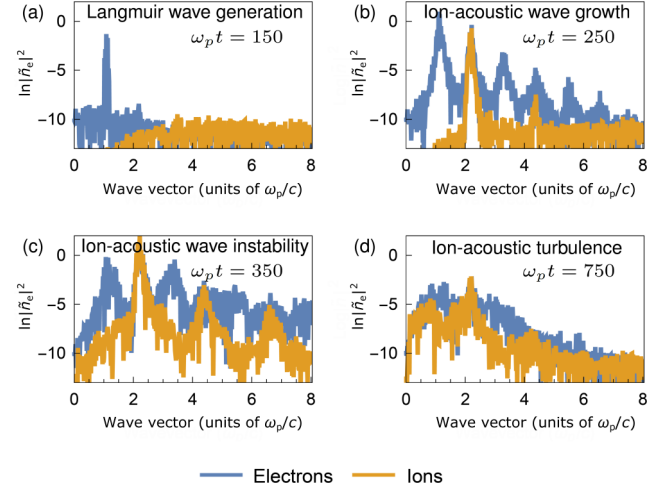 (a) Langmuir wave generation
ωₚt = 150
ln|ñₑ|²
0
−5
−10
0 2 4 6 8
Wave vector (units of ωₚ/c)
(b) Ion-acoustic wave growth
ωₚt = 250
ln|ñₑ|²
0
−5
−10
0 2 4 6 8
Wave vector (units of ωₚ/c)
(c) Ion-acoustic wave instability
ωₚt = 350
ln|ñₑ|²
0
−5
−10
0 2 4 6 8
Wave vector (units of ωₚ/c)
(d) Ion-acoustic turbulence
ωₚt = 750
ln|ñₑ|²
0
−5
−10
0 2 4 6 8
Wave vector (units of ωₚ/c)
Electrons Ions